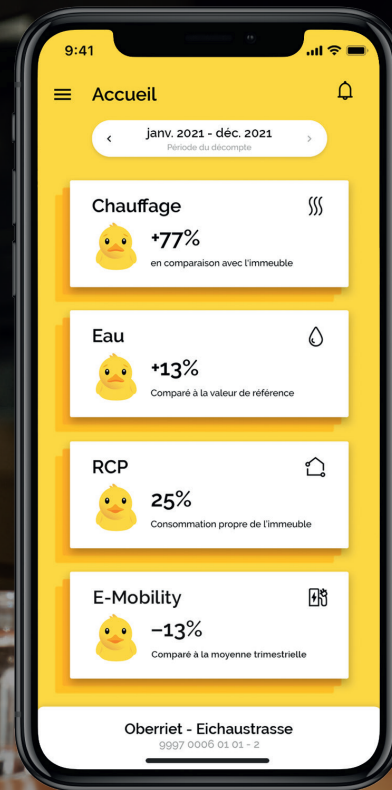 9:41
Accueil
janv. 2021 - déc. 2021
Période du décompte
Chauffage
+77%
en comparaison avec l'immeuble
Eau
+13%
Comparé à la valeur de référence
RCP
25%
Consommation propre de l'immeuble
E-Mobility
−13%
Comparé à la moyenne trimestrielle
Oberriet - Eichaustrasse
9997 0006 01 01 - 2